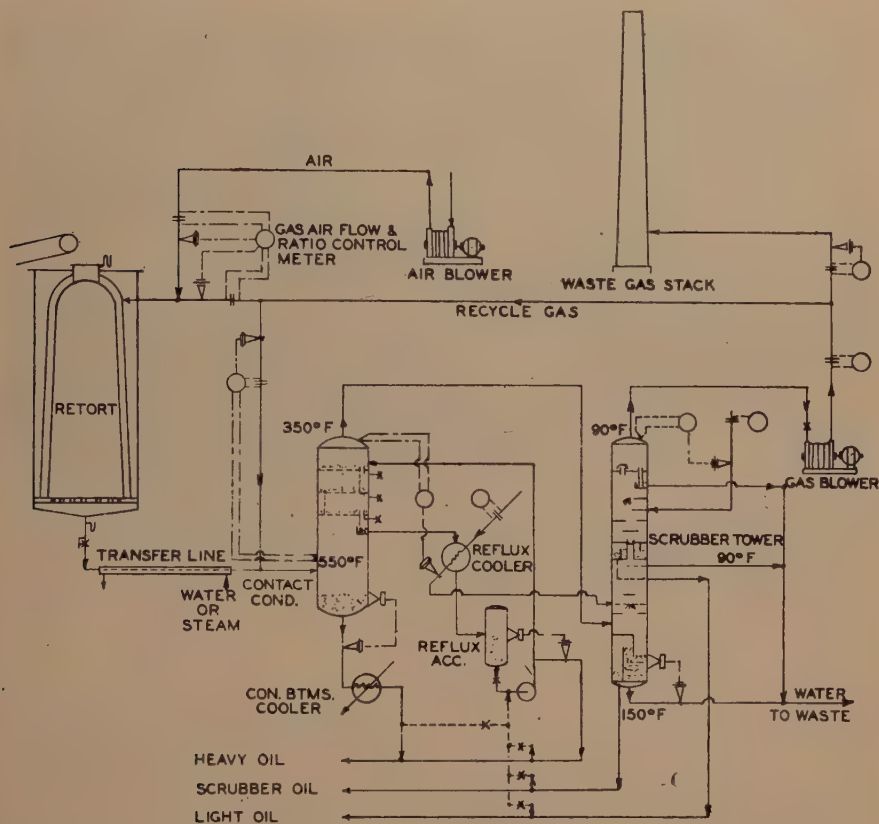 AIR
GAS AIR FLOW &
RATIO CONTROL
METER
AIR BLOWER
WASTE GAS STACK
RECYCLE GAS
RETORT
350°F
90°F
GAS BLOWER
SCRUBBER TOWER
90°F
TRANSFER LINE
550°F
REFLUX
COOLER
WATER
OR
STEAM
CONTACT
COND.
REFLUX
ACC.
CON. BTMS.
COOLER
150°F
WATER
TO WASTE
HEAVY OIL
SCRUBBER OIL
LIGHT OIL